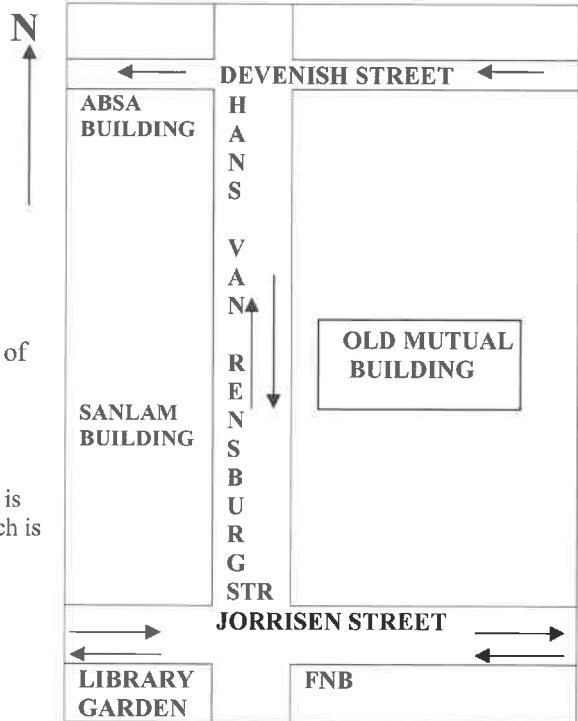 N
DEVENISH STREET
ABSA
BUILDING
H
A
N
S
V
A
N
R
E
N
S
B
U
R
G
STR
OLD MUTUAL
BUILDING
of
SANLAM
BUILDING
is
ch is
JORRISEN STREET
LIBRARY
GARDEN
FNB